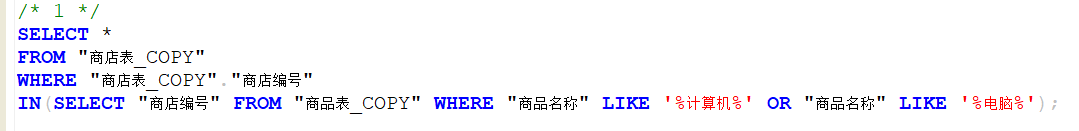 /* 1 */
SELECT *
FROM "商店表_COPY"
WHERE "商店表_COPY"."商店编号"
IN(SELECT "商店编号" FROM "商品表_COPY" WHERE "商品名称" LIKE '%计算机%' OR "商品名称" LIKE '%电脑%');